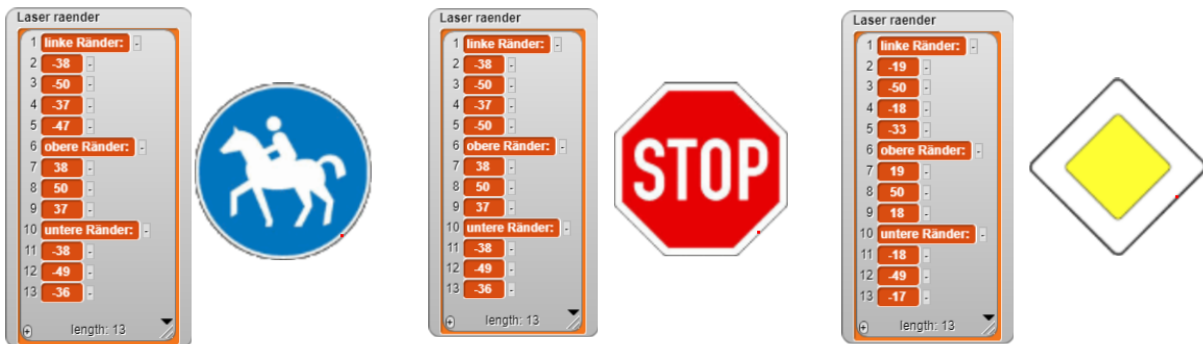 Laser raender
1 linke Ränder:
2 -38
3 -50
4 -37
5 -47
6 obere Ränder:
7 38
8 50
9 37
10 untere Ränder:
11 -38
12 -49
13 -36
+ length: 13
Laser raender
1 linke Ränder:
2 -38
3 -50
4 -37
5 -50
6 obere Ränder:
7 38
8 50
9 37
10 untere Ränder:
11 -38
12 -49
13 -36
+ length: 13
STOP
Laser raender
1 linke Ränder:
2 -19
3 -50
4 -18
5 -33
6 obere Ränder:
7 19
8 50
9 18
10 untere Ränder:
11 -18
12 -49
13 -17
+ length: 13